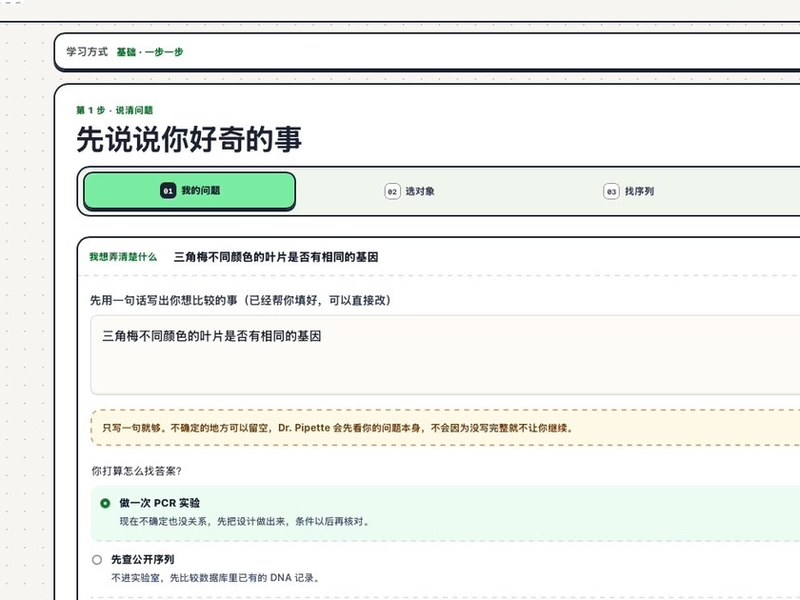 学习方式 基础 · 一步一步
第 1 步 · 说清问题
先说说你好奇的事
01 我的问题 02 选对象 03 找序列
我想弄清楚什么 三角梅不同颜色的叶片是否有相同的基因
先用一句话写出你想比较的事（已经帮你填好，可以直接改）
三角梅不同颜色的叶片是否有相同的基因
只写一句就够。不确定的地方可以留空，Dr. Pipette 会先看你的问题本身，不会因为没写完整就不让你继续。
你打算怎么找答案？
做一次 PCR 实验
现在不确定也没关系，先把设计做出来，条件以后再核对。
先查公开序列
不进实验室，先比较数据库里已有的 DNA 记录。